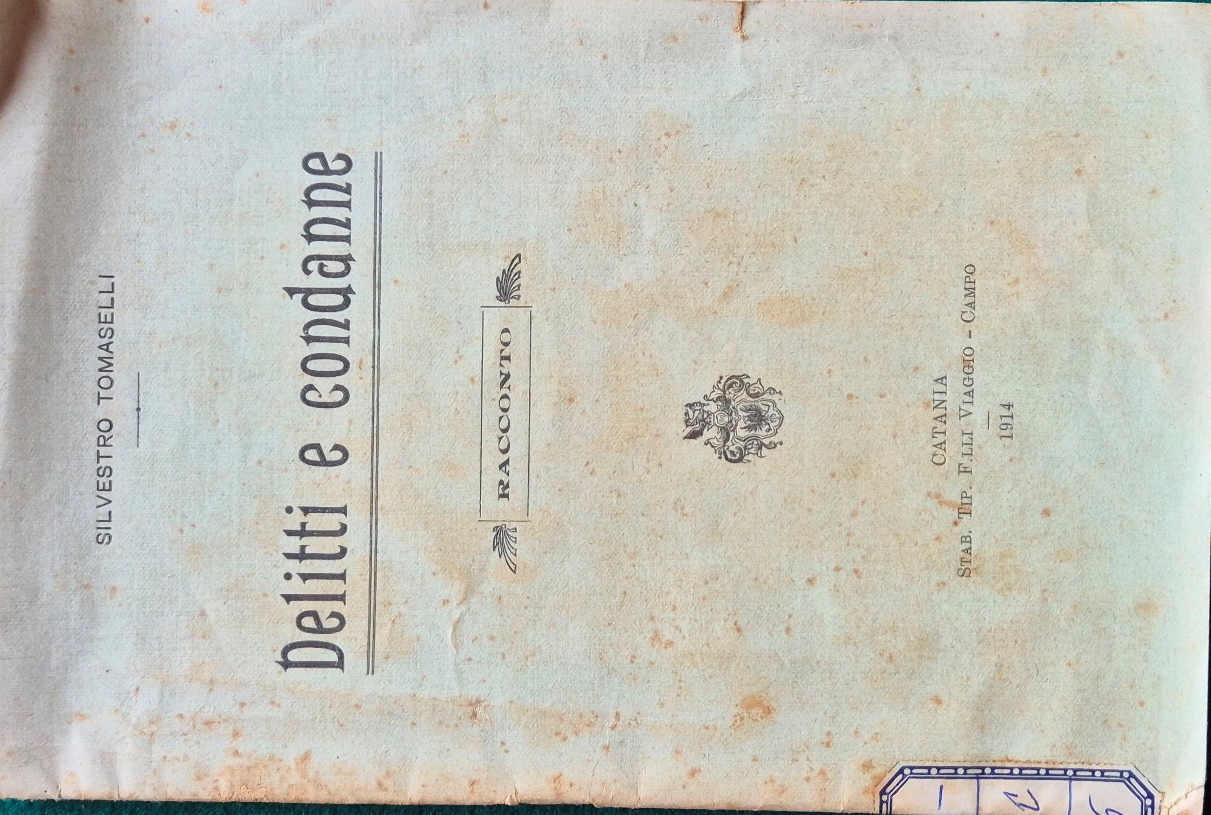 SILVESTRO TOMASELLI
Delitti e condanne
RACCONTO
CATANIA
STAB. TIP. F.LLI VIAGGIO - CAMPO
1914